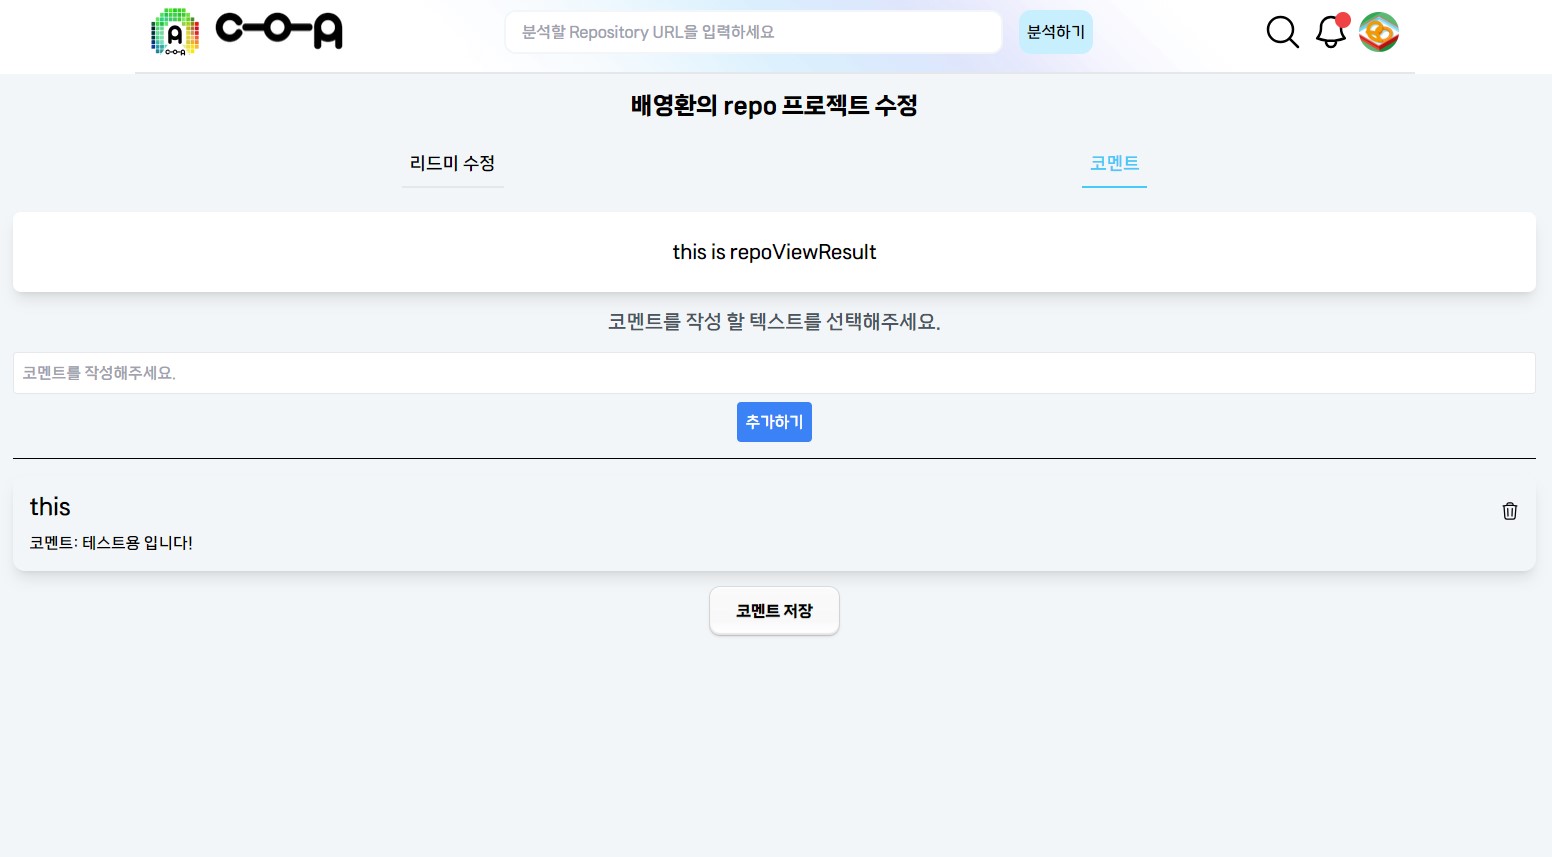 C-O-A
분석할 Repository URL을 입력하세요
분석하기
배영환의 repo 프로젝트 수정
리드미 수정
코멘트
this is repoViewResult
코멘트를 작성 할 텍스트를 선택해주세요.
코멘트를 작성해주세요.
추가하기
this
코멘트: 테스트용 입니다!
코멘트 저장